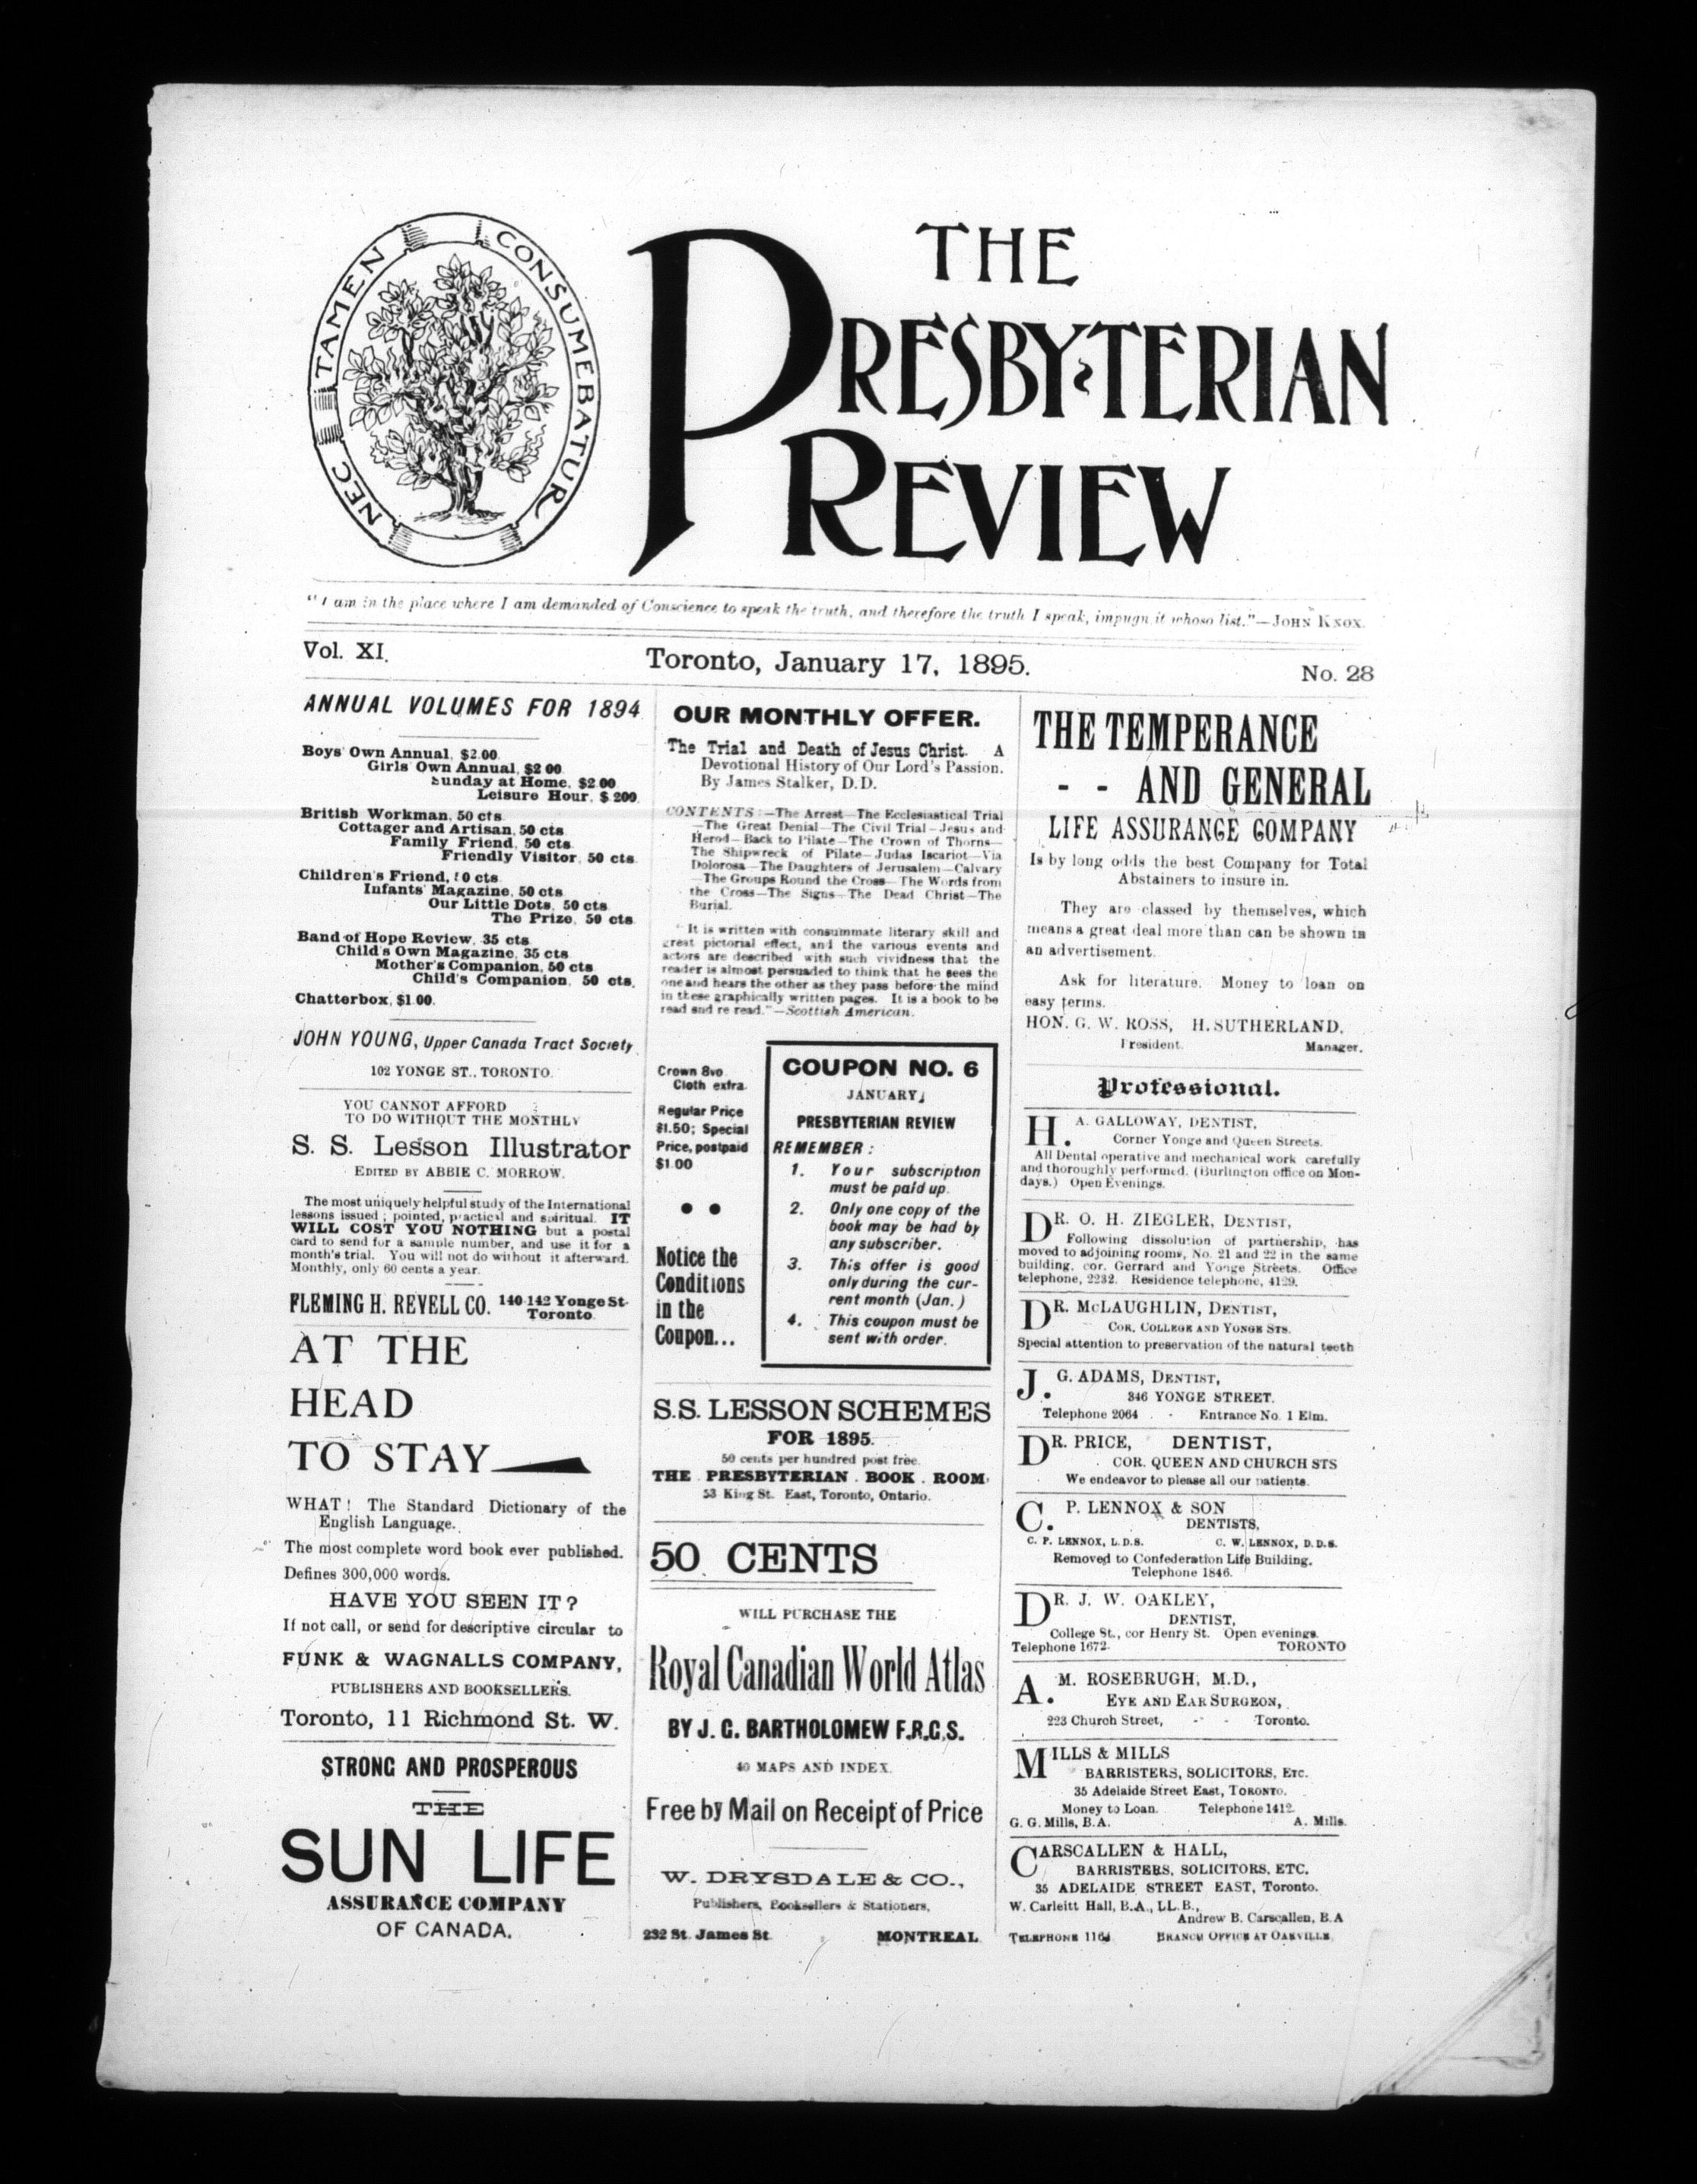 NEC TAMEN CONSUMEBATUR
THE
PRESBYTERIAN
REVIEW
"I am in the place where I am demanded of Conscience to speak the truth, and therefore the truth I speak, impugn it whoso list."—JOHN KNOX.
Vol. XI.
Toronto, January 17, 1895.
No. 28
ANNUAL VOLUMES FOR 1894
Boys' Own Annual, $2.00.
Girls' Own Annual, $2 00.
Sunday at Home, $2 00
Leisure Hour, $ 200.
British Workman, 50 cts.
Cottager and Artisan, 50 cts
Family Friend, 50 cts.
Friendly Visitor, 50 cts.
Children's Friend, 50 cts.
Infants' Magazine, 50 cts.
Our Little Dots, 50 cts
The Prize, 50 cts.
Band of Hope Review, 35 cts.
Child's Own Magazine, 35 cts.
Mother's Companion, 50 cts
Child's Companion, 50 cts.
Chatterbox, $1.00.
JOHN YOUNG, Upper Canada Tract Society
102 YONGE ST., TORONTO.
YOU CANNOT AFFORD
TO DO WITHOUT THE MONTHLY
S. S. Lesson Illustrator
EDITED BY ABBIE C. MORROW.
The most uniquely helpful study of the International
lessons issued; pointed, practical and spiritual. IT
WILL COST YOU NOTHING but a postal
card to send for a sample number, and use it for a
month's trial. You will not do without it afterward.
Monthly, only 60 cents a year.
FLEMING H. REVELL CO. 140-142 Yonge St.
Toronto.
AT THE
HEAD
TO STAY
WHAT! The Standard Dictionary of the
English Language.
The most complete word book ever published.
Defines 300,000 words.
HAVE YOU SEEN IT?
If not call, or send for descriptive circular to
FUNK & WAGNALLS COMPANY,
PUBLISHERS AND BOOKSELLERS.
Toronto, 11 Richmond St. W.
STRONG AND PROSPEROUS
THE
SUN LIFE
ASSURANCE COMPANY
OF CANADA.
OUR MONTHLY OFFER.
The Trial and Death of Jesus Christ. A
Devotional History of Our Lord's Passion.
By James Stalker, D.D.
CONTENTS:—The Arrest—The Ecclesiastical Trial
—The Great Denial—The Civil Trial—Jesus and
Herod—Back to Pilate—The Crown of Thorns—
The Shipwreck of Pilate—Judas Iscariot—Via
Dolorosa—The Daughters of Jerusalem—Calvary
—The Groups Round the Cross—The Words from
the Cross—The Signs—The Dead Christ—The
Burial.
"It is written with consummate literary skill and
great pictorial effect, and the various events and
actors are described with such vividness that the
reader is almost persuaded to think that he sees the
one and hears the other as they pass before the mind
in these graphically written pages. It is a book to be
read and re read."—Scottish American.
Crown 8vo.
Cloth extra.
Regular Price
$1.50; Special
Price, postpaid
$1.00
Notice the
Conditions
in the
Coupon...
COUPON NO. 6
JANUARY,
PRESBYTERIAN REVIEW
REMEMBER:
1. Your subscription
must be paid up.
2. Only one copy of the
book may be had by
any subscriber.
3. This offer is good
only during the cur-
rent month (Jan.)
4. This coupon must be
sent with order.
S.S. LESSON SCHEMES
FOR 1895.
50 cents per hundred post free.
THE PRESBYTERIAN BOOK ROOM,
53 King St. East, Toronto, Ontario.
50 CENTS
WILL PURCHASE THE
Royal Canadian World Atlas
BY J. G. BARTHOLOMEW F.R.G.S.
40 MAPS AND INDEX.
Free by Mail on Receipt of Price
W. DRYSDALE & CO.,
Publishers, Booksellers & Stationers,
232 St. James St. MONTREAL.
THE TEMPERANCE
- - AND GENERAL
LIFE ASSURANCE COMPANY
Is by long odds the best Company for Total
Abstainers to insure in.
They are classed by themselves, which
means a great deal more than can be shown in
an advertisement.
Ask for literature. Money to loan on
easy terms.
HON. G. W. ROSS, H. SUTHERLAND,
President. Manager.
Professional.
H. A. GALLOWAY, DENTIST,
Corner Yonge and Queen Streets.
All Dental operative and mechanical work carefully
and thoroughly performed. (Burlington office on Mon-
days.) Open Evenings.
DR. O. H. ZIEGLER, DENTIST,
Following dissolution of partnership, has
moved to adjoining rooms, No. 21 and 22 in the same
building, cor. Gerrard and Yonge Streets. Office
telephone, 2232. Residence telephone, 4129.
DR. McLAUGHLIN, DENTIST,
COR. COLLEGE AND YONGE STS.
Special attention to preservation of the natural teeth
J. G. ADAMS, DENTIST,
346 YONGE STREET.
Telephone 2064 . - Entrance No. 1 Elm.
DR. PRICE, DENTIST,
COR. QUEEN AND CHURCH STS
We endeavor to please all our patients.
C. P. LENNOX & SON
DENTISTS,
C. P. LENNOX, L.D.S. C. W. LENNOX, D.D.S.
Removed to Confederation Life Building.
Telephone 1846.
DR. J. W. OAKLEY,
DENTIST,
College St., cor Henry St. Open evenings.
Telephone 1672. TORONTO
A. M. ROSEBRUGH, M.D.,
EYE AND EAR SURGEON,
223 Church Street, - - Toronto.
MILLS & MILLS
BARRISTERS, SOLICITORS, ETC.
35 Adelaide Street East, TORONTO.
Money to Loan. Telephone 1412.
G. G. Mills, B.A. A. Mills.
CARSCALLEN & HALL,
BARRISTERS, SOLICITORS, ETC.
35 ADELAIDE STREET EAST, Toronto.
W. Carleitt Hall, B.A., LL.B.,
Andrew B. Carscallen, B.A
TELEPHONE BRANCH OFFICE AT OAKVILLE.